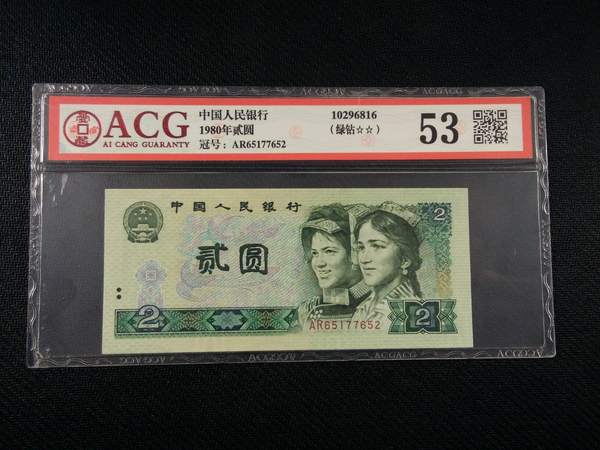 ACG
AI CANG GUARANTY
中国人民银行
1980年贰圆
冠号：AR65177652
10296816
（绿钻☆☆）
53
中国人民银行
贰圆
2
2
AR65177652
2